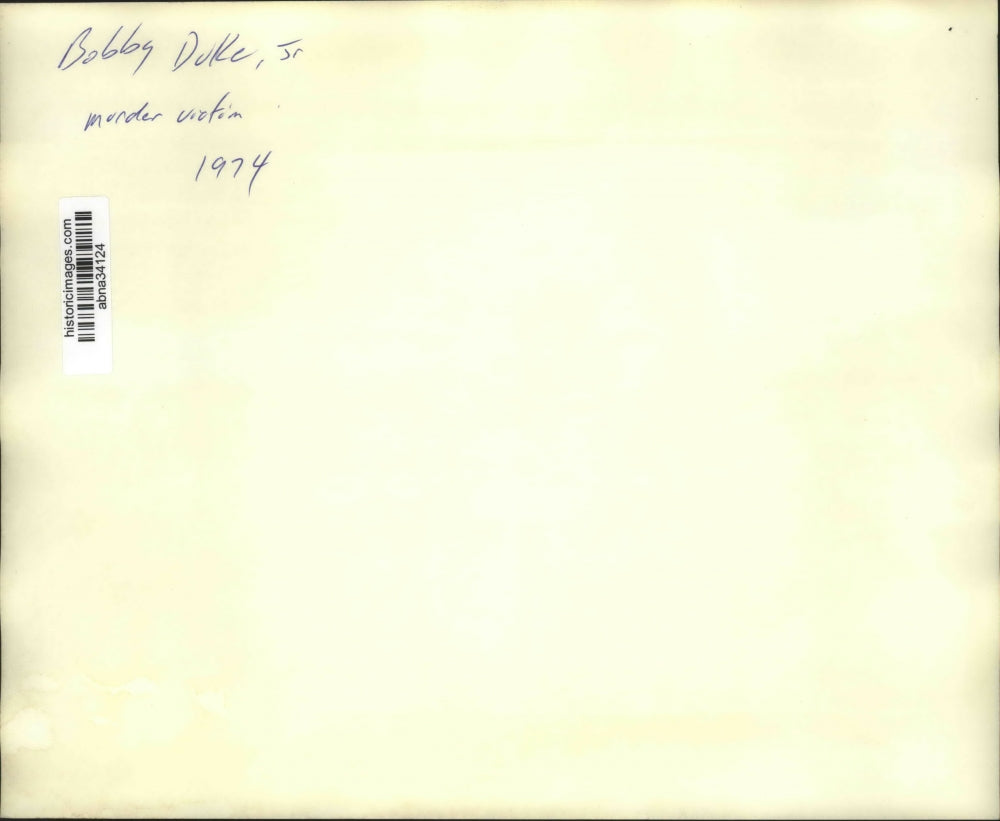 Bobby Duke, Jr
murder victim
1974
historicimages.com
abna34124